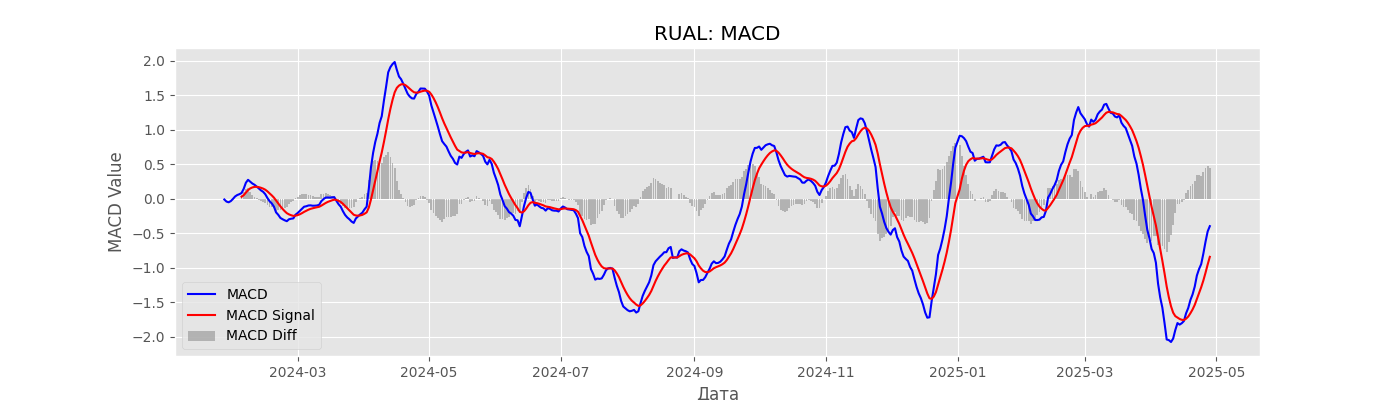 RUAL: MACD
MACD Value
2.0
1.5
1.0
0.5
0.0
−0.5
−1.0
−1.5
−2.0
MACD
MACD Signal
MACD Diff
2024-03 2024-05 2024-07 2024-09 2024-11 2025-01 2025-03 2025-05
Дата